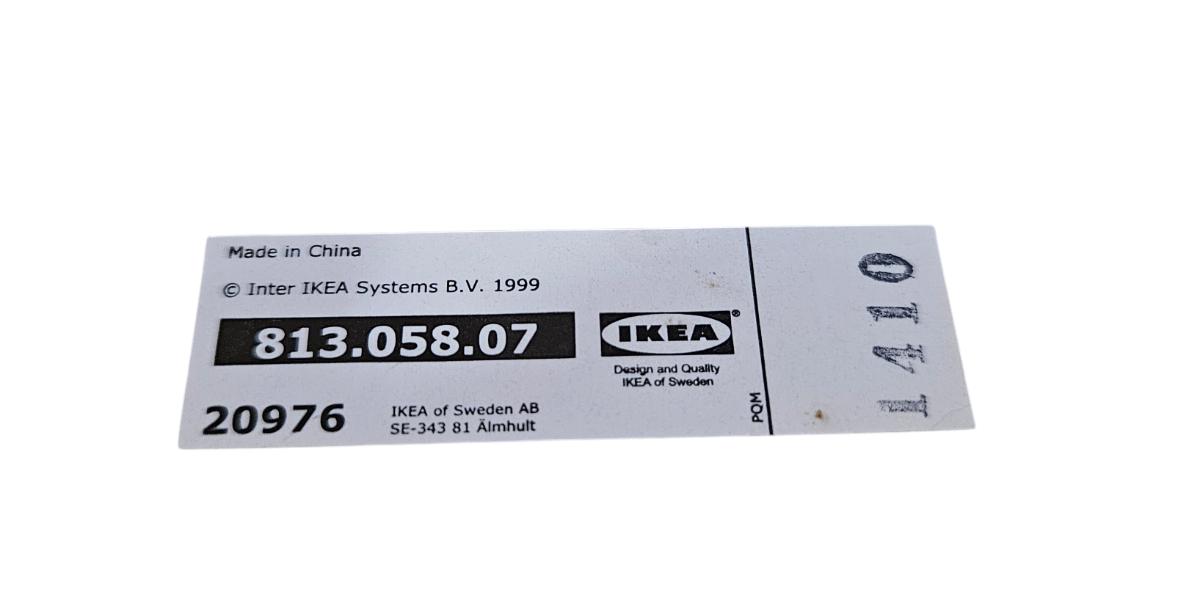 Made in China
© Inter IKEA Systems B.V. 1999
813.058.07
IKEA®
Design and Quality
IKEA of Sweden
20976
IKEA of Sweden AB
SE-343 81 Älmhult
PQM
1410